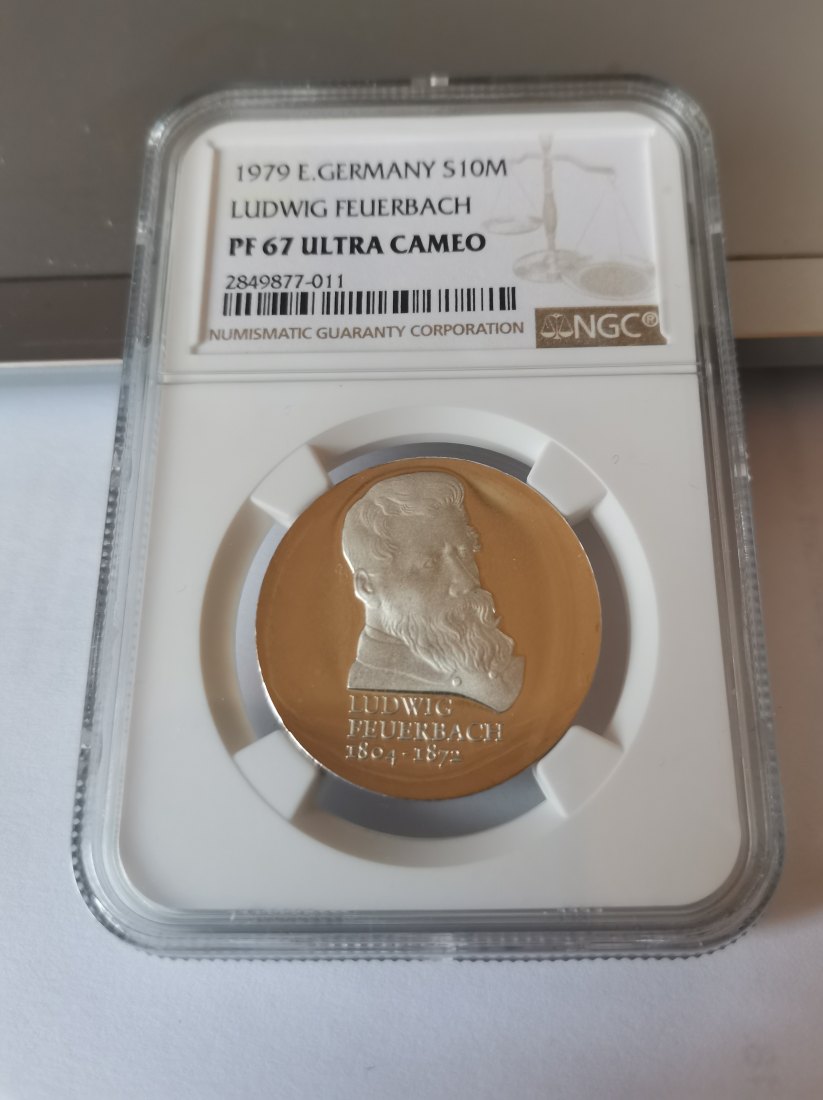 1979 E.GERMANY S10M
LUDWIG FEUERBACH
PF 67 ULTRA CAMEO
2849877-011
NUMISMATIC GUARANTY CORPORATION
NGC®
LUDWIG
FEUERBACH
1804·1872